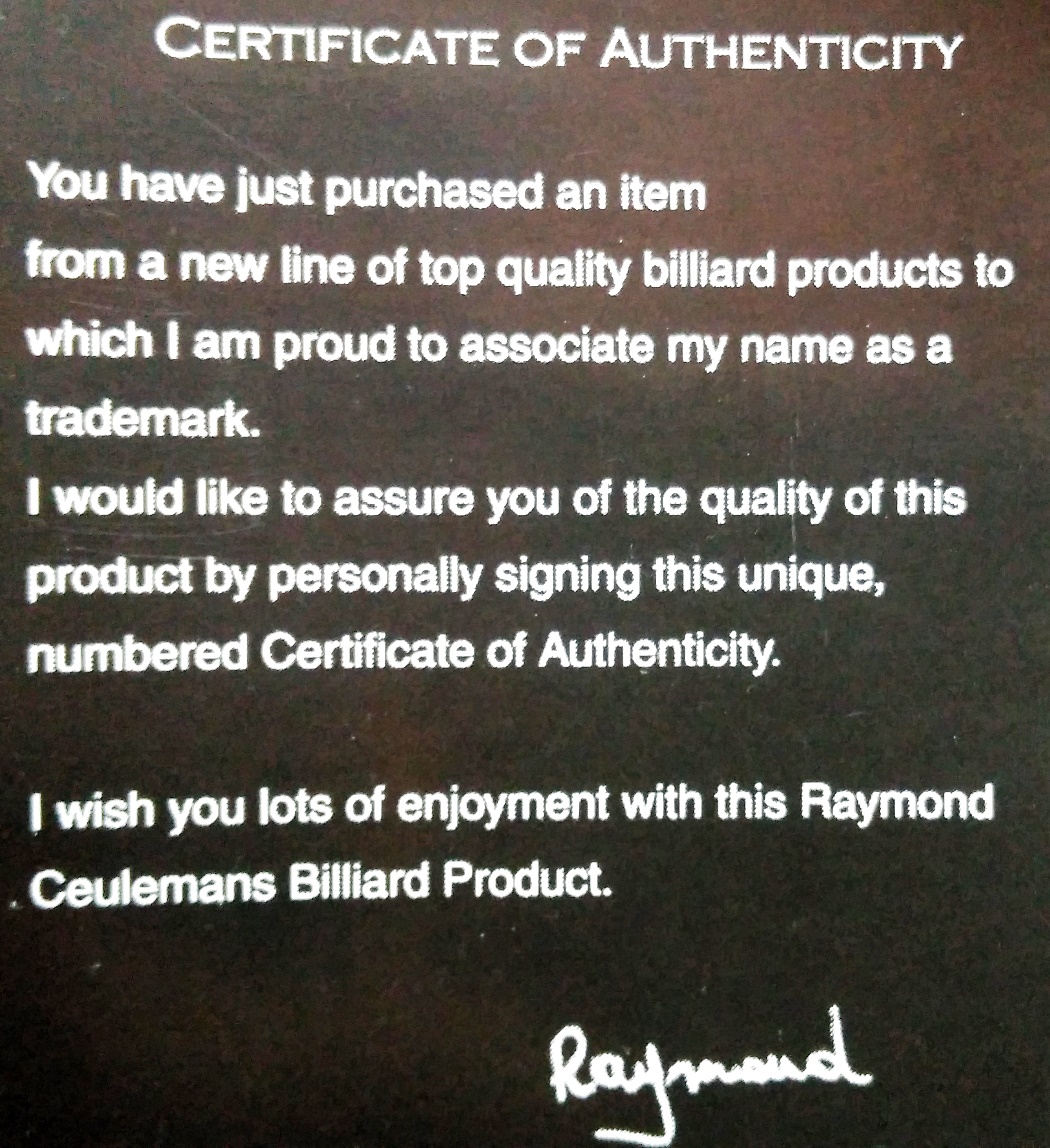 CERTIFICATE OF AUTHENTICITY
You have just purchased an item
from a new line of top quality billiard products to
which I am proud to associate my name as a
trademark.
I would like to assure you of the quality of this
product by personally signing this unique,
numbered Certificate of Authenticity.
I wish you lots of enjoyment with this Raymond
Ceulemans Billiard Product.
Raymond